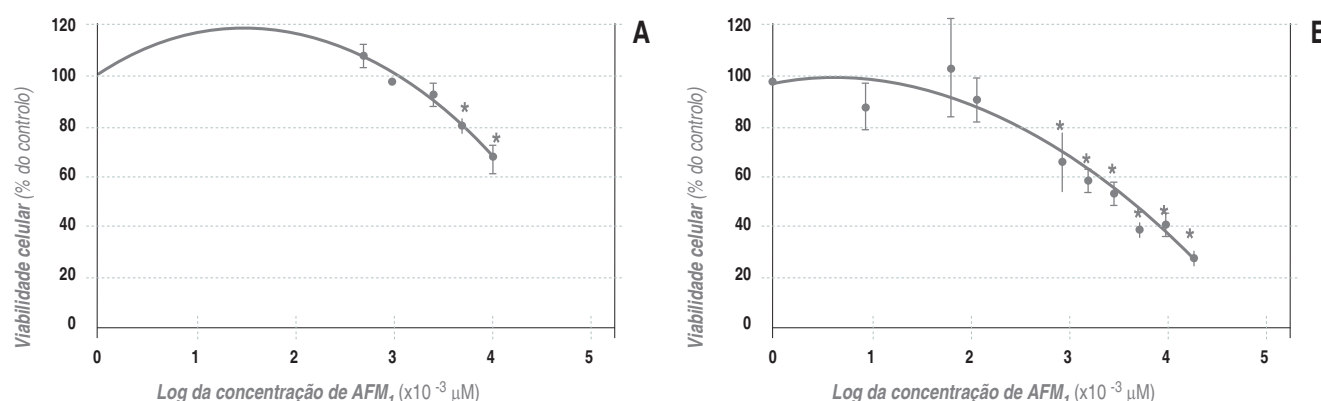 A
120
100
80
60
40
20
0
Viabilidade celular (% do controlo)
* *
0 1 2 3 4 5
Log da concentração de AFM1 (x10 -3 µM)
120
100
80
60
40
20
0
Viabilidade celular (% do controlo)
* * * * * *
0 1 2 3 4 5
Log da concentração de AFM1 (x10 -3 µM)